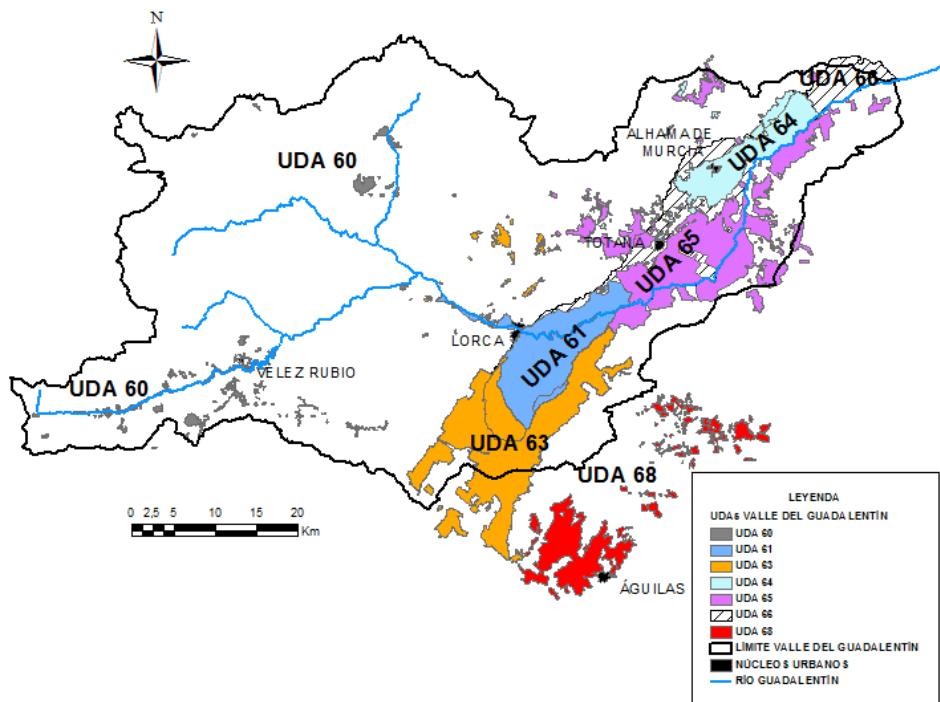 N
UDA 66
ALHAMA DE
MURCIA
UDA 64
UDA 60
TOTANA
UDA 65
LORCA
UDA 61
VELEZ RUBIO
UDA 60
UDA 63
UDA 68
0 2,5 5 10 15 20
Km
ÁGUILAS
LEYENDA
UDAs VALLE DEL GUADALENTÍN
UDA 60
UDA 61
UDA 63
UDA 64
UDA 65
UDA 66
UDA 68
LÍMITE VALLE DEL GUADALENTÍN
NÚCLEOS URBANOS
RÍO GUADALENTÍN